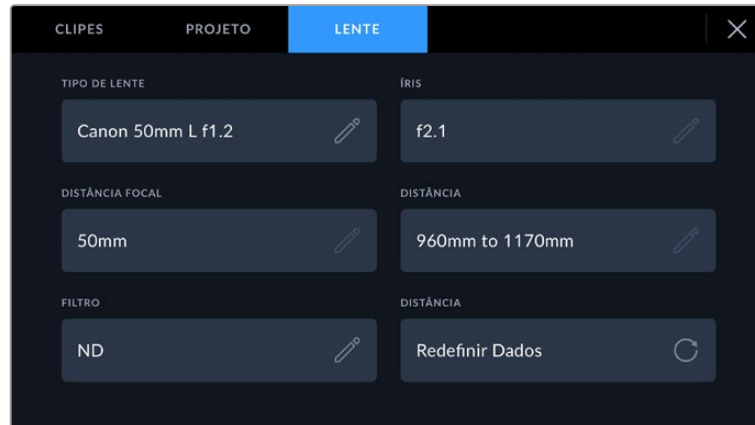 CLIPES PROJETO LENTE
TIPO DE LENTE ÍRIS
Canon 50mm L f1.2 f2.1
DISTÂNCIA FOCAL DISTÂNCIA
50mm 960mm to 1170mm
FILTRO DISTÂNCIA
ND Redefinir Dados